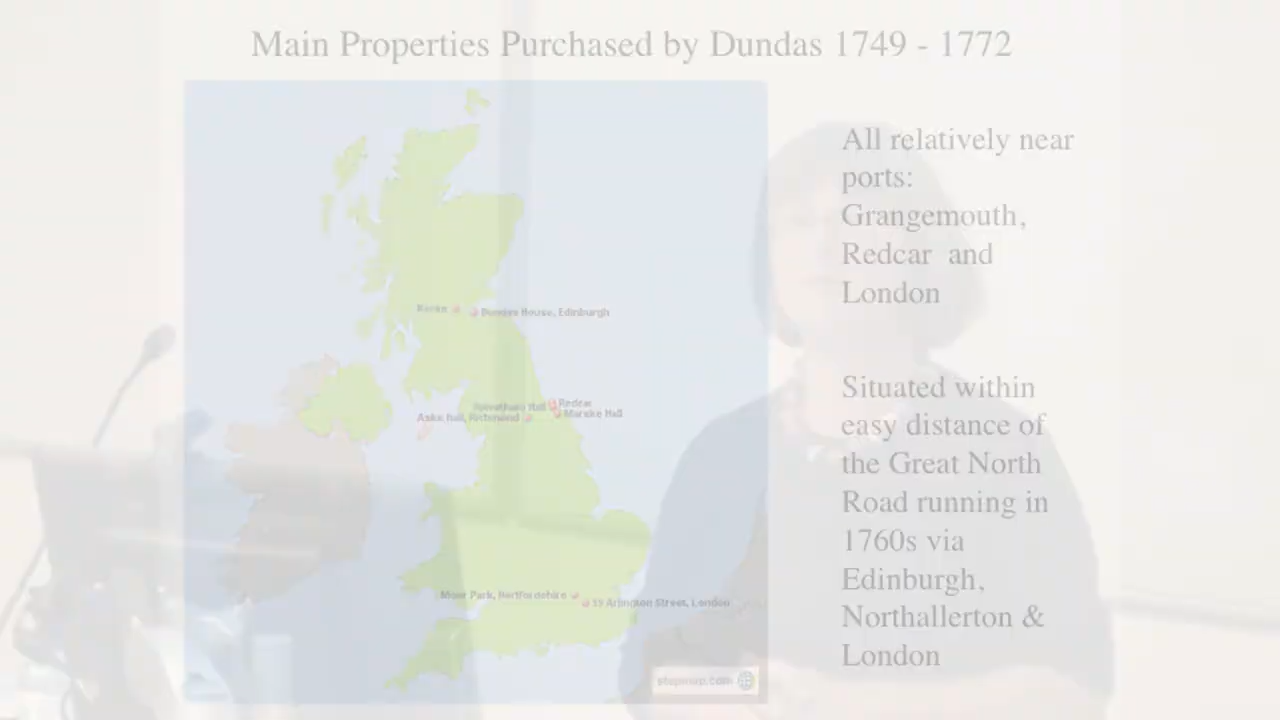 Main Properties Purchased by Dundas 1749 - 1772
All relatively near
ports:
Grangemouth,
Redcar and
London
Kerse
Dundas House, Edinburgh
Redcar
Marske Hall
Aske Hall, Richmond
Situated within
easy distance of
the Great North
Road running in
1760s via
Edinburgh,
Northallerton &
London
Moor Park, Hertfordshire
19 Arlington Street, London
stepmap.com